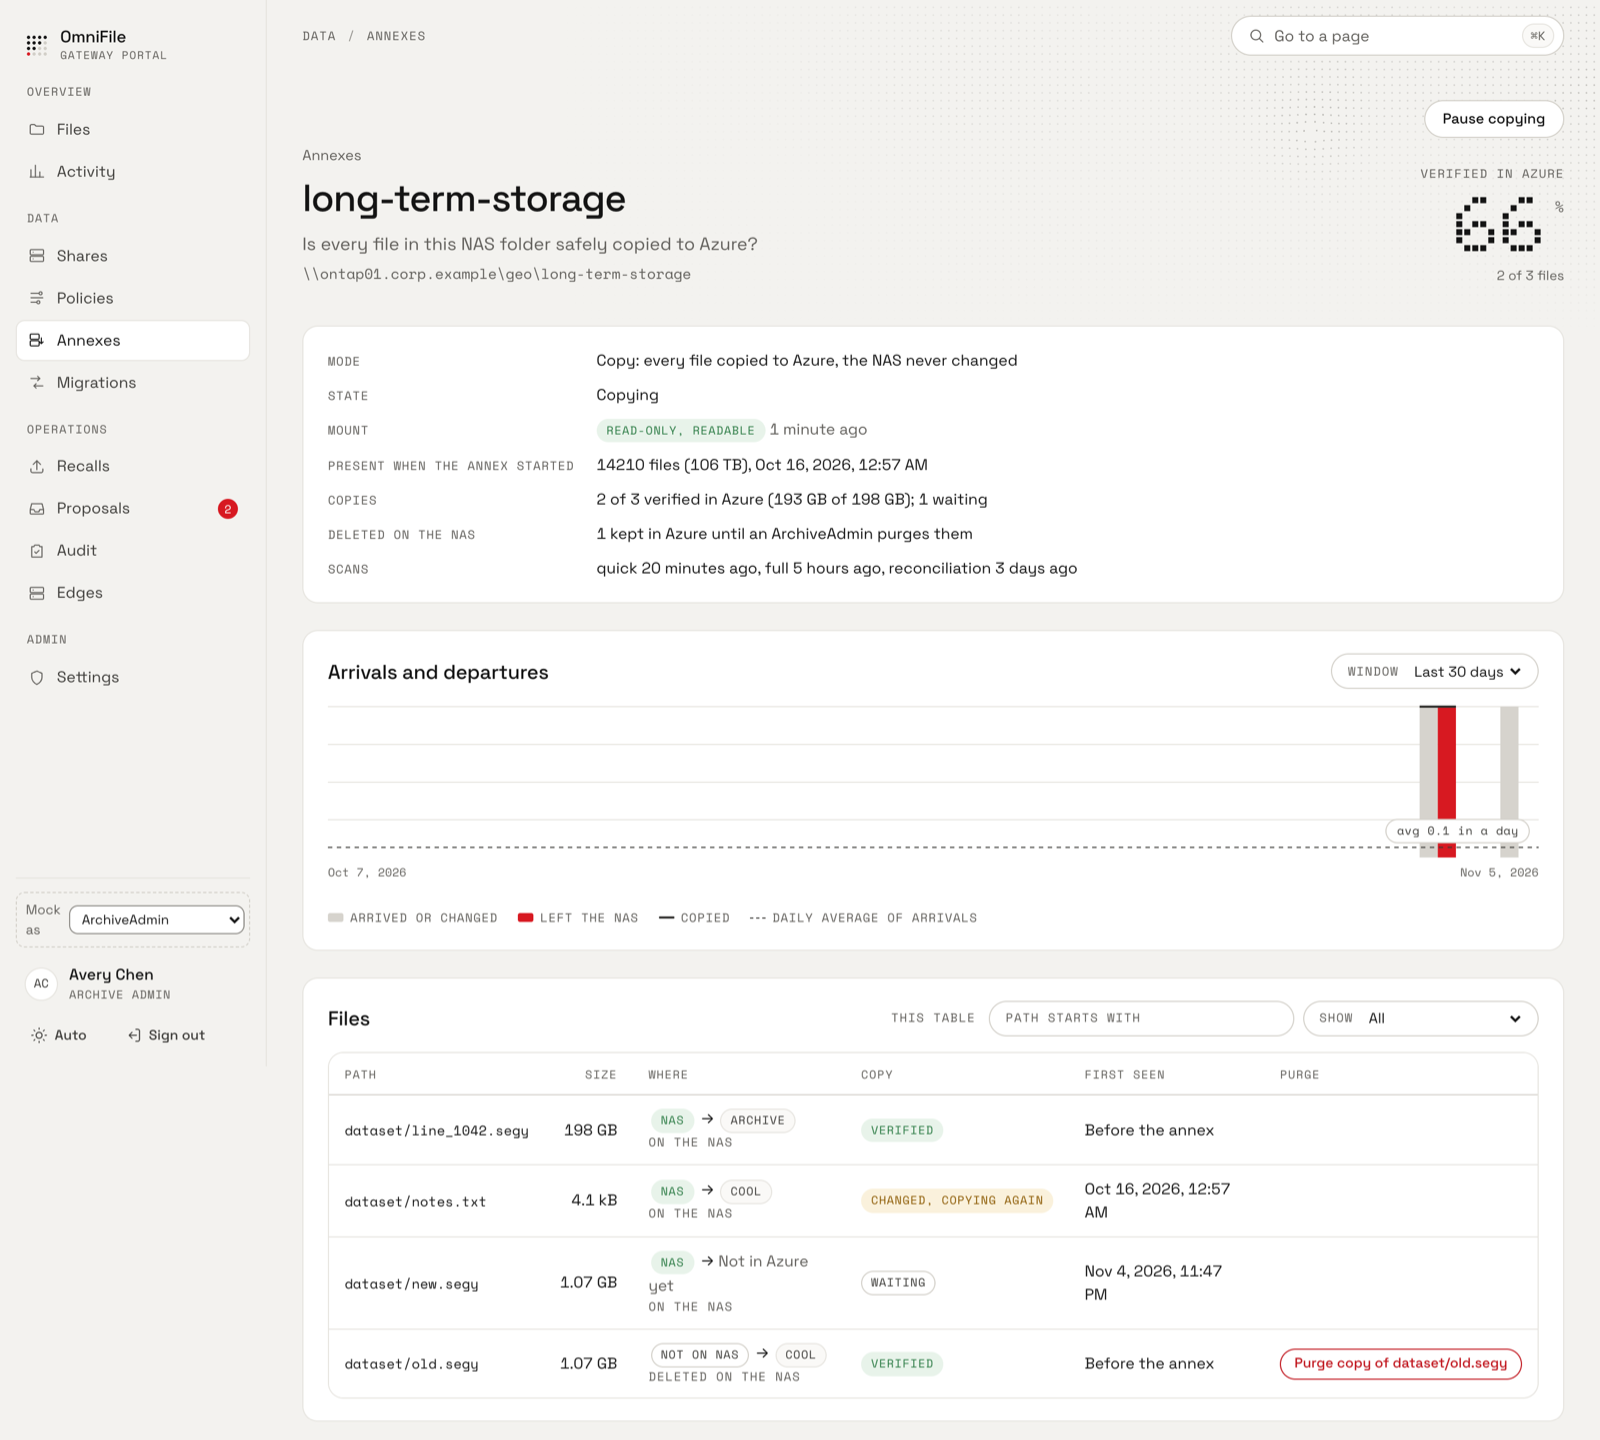 OmniFile
GATEWAY PORTAL
OVERVIEW
Files
Activity
DATA
Shares
Policies
Annexes
Migrations
OPERATIONS
Recalls
Proposals 2
Audit
Edges
ADMIN
Settings
Mock as ArchiveAdmin
AC Avery Chen
ARCHIVE ADMIN
Auto Sign out
DATA / ANNEXES
Go to a page ⌘K
Pause copying
Annexes
long-term-storage
Is every file in this NAS folder safely copied to Azure?
\\ontap01.corp.example\geo\long-term-storage
VERIFIED IN AZURE
66 %
2 of 3 files
MODE Copy: every file copied to Azure, the NAS never changed
STATE Copying
MOUNT READ-ONLY, READABLE 1 minute ago
PRESENT WHEN THE ANNEX STARTED 14210 files (106 TB), Oct 16, 2026, 12:57 AM
COPIES 2 of 3 verified in Azure (193 GB of 198 GB); 1 waiting
DELETED ON THE NAS 1 kept in Azure until an ArchiveAdmin purges them
SCANS quick 20 minutes ago, full 5 hours ago, reconciliation 3 days ago
Arrivals and departures
WINDOW Last 30 days
avg 0.1 in a day
Oct 7, 2026 Nov 5, 2026
ARRIVED OR CHANGED LEFT THE NAS COPIED DAILY AVERAGE OF ARRIVALS
Files
THIS TABLE PATH STARTS WITH SHOW All
PATH SIZE WHERE COPY FIRST SEEN PURGE
dataset/line_1042.segy 198 GB NAS → ARCHIVE VERIFIED Before the annex
ON THE NAS
dataset/notes.txt 4.1 kB NAS → COOL CHANGED, COPYING AGAIN Oct 16, 2026, 12:57
ON THE NAS AM
dataset/new.segy 1.07 GB NAS → Not in Azure WAITING Nov 4, 2026, 11:47
yet PM
ON THE NAS
dataset/old.segy 1.07 GB NOT ON NAS → COOL VERIFIED Before the annex Purge copy of dataset/old.segy
DELETED ON THE NAS